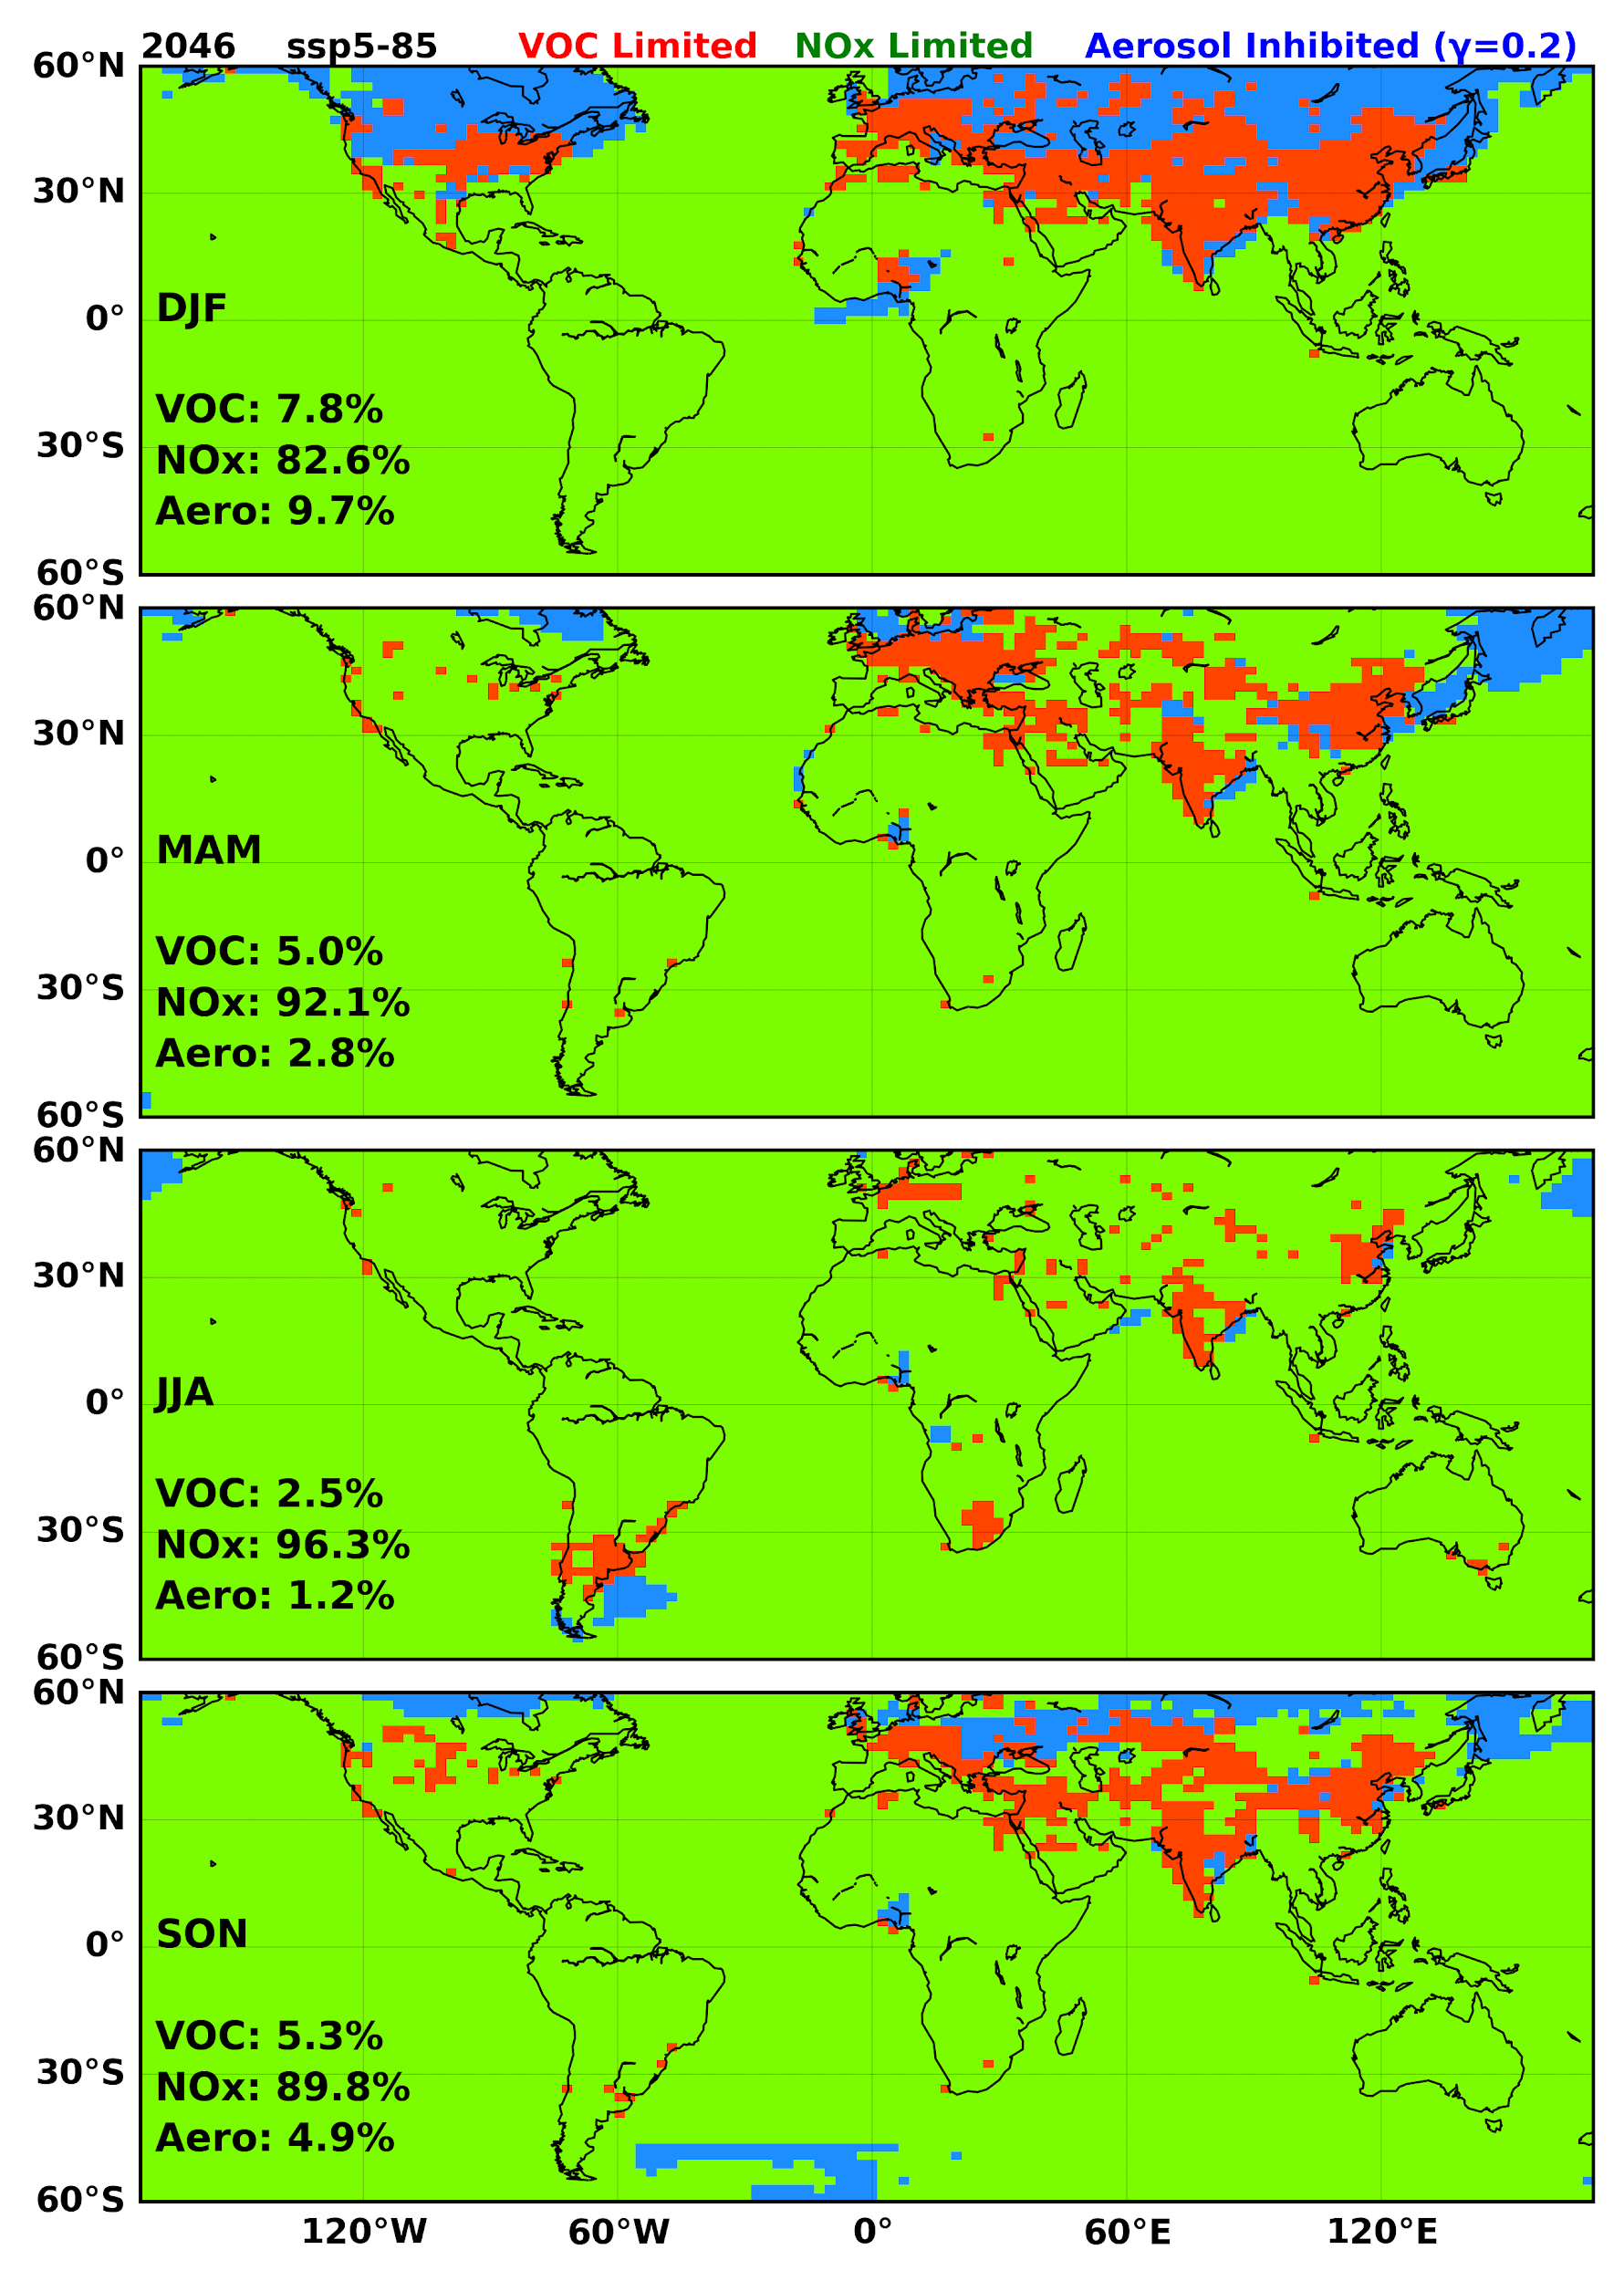 2046 ssp5-85 VOC Limited NOx Limited Aerosol Inhibited (γ=0.2)
60°N
30°N
0°
30°S
60°S
DJF
VOC: 7.8%
NOx: 82.6%
Aero: 9.7%
60°N
30°N
0°
30°S
60°S
MAM
VOC: 5.0%
NOx: 92.1%
Aero: 2.8%
60°N
30°N
0°
30°S
60°S
JJA
VOC: 2.5%
NOx: 96.3%
Aero: 1.2%
60°N
30°N
0°
30°S
60°S
SON
VOC: 5.3%
NOx: 89.8%
Aero: 4.9%
120°W 60°W 0° 60°E 120°E